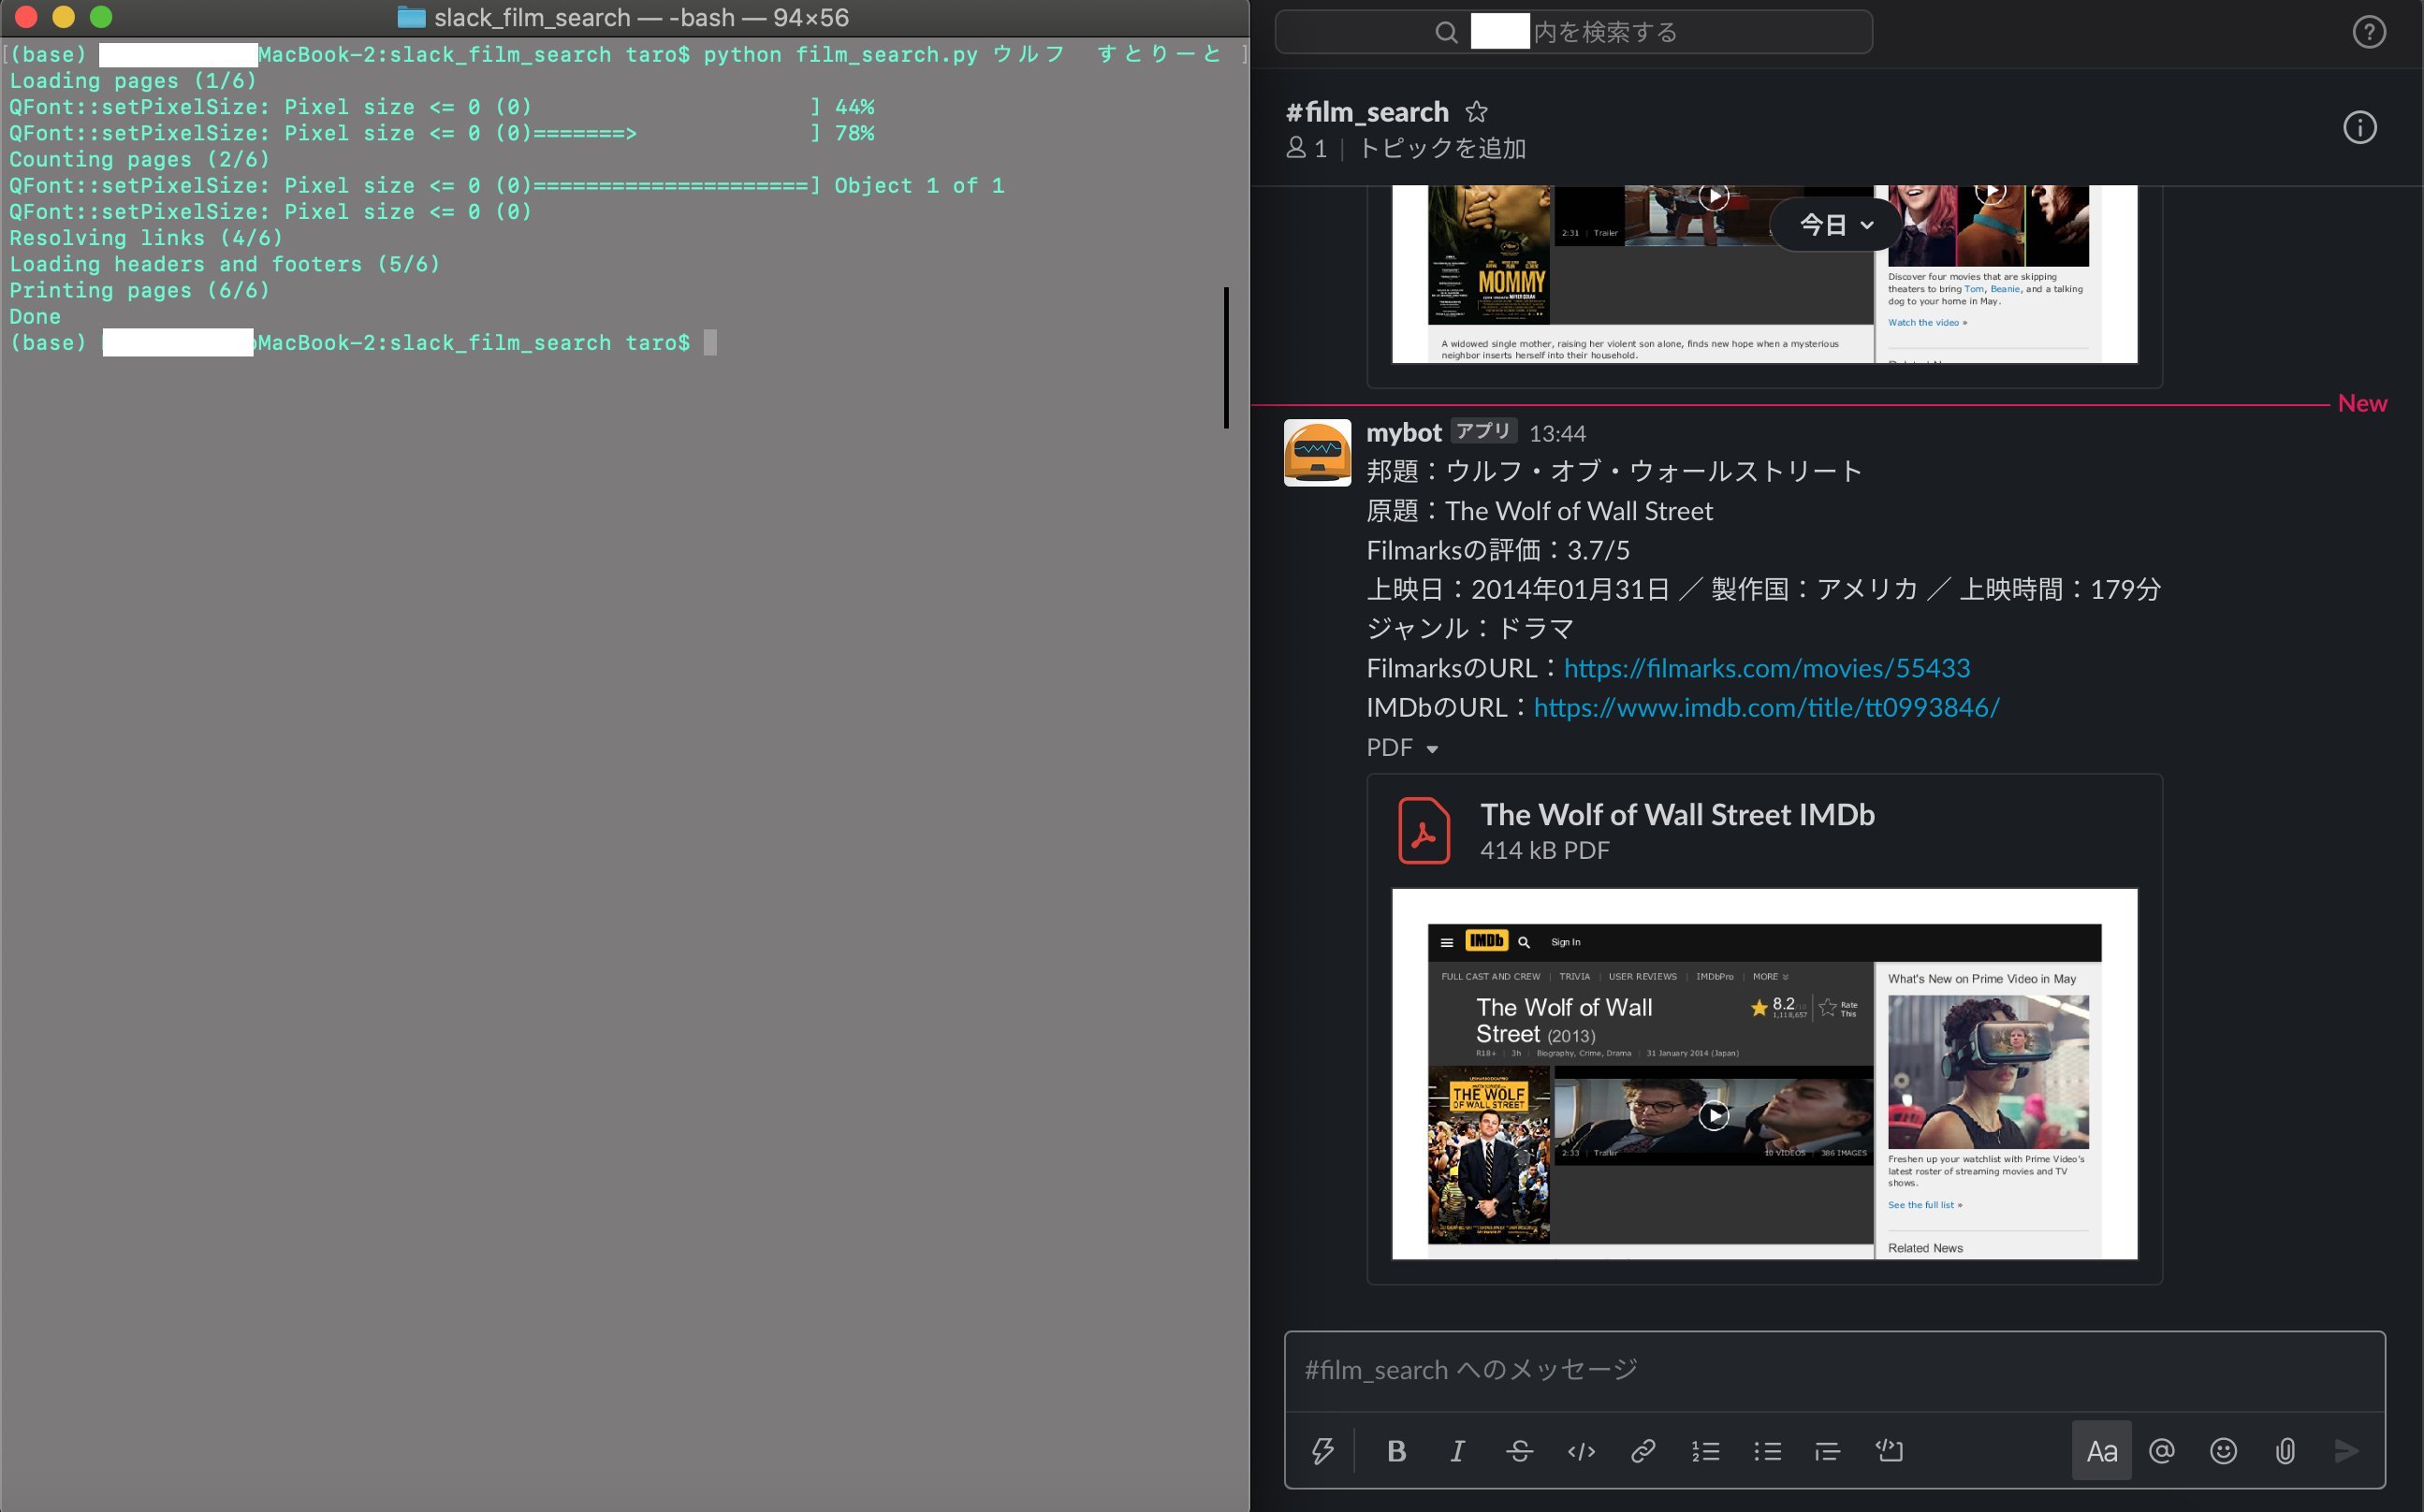 slack_film_search — -bash — 94×56
[(base) MacBook-2:slack_film_search taro$ python film_search.py ウルフ　すとりーと ]
Loading pages (1/6)
QFont::setPixelSize: Pixel size <= 0 (0) ] 44%
QFont::setPixelSize: Pixel size <= 0 (0)=======> ] 78%
Counting pages (2/6)
QFont::setPixelSize: Pixel size <= 0 (0)=====================] Object 1 of 1
QFont::setPixelSize: Pixel size <= 0 (0)
Resolving links (4/6)
Loading headers and footers (5/6)
Printing pages (6/6)
Done
(base) MacBook-2:slack_film_search taro$
内を検索する
#film_search
1 | トピックを追加
今日
2:31 | Trailer
MOMMY
A widowed single mother, raising her violent son alone, finds new hope when a mysterious
neighbor inserts herself into their household.
Discover four movies that are skipping
theaters to bring Tom, Beanie, and a talking
dog to your home in May.
Watch the video »
New
mybot アプリ 13:44
邦題：ウルフ・オブ・ウォールストリート
原題：The Wolf of Wall Street
Filmarksの評価：3.7/5
上映日：2014年01月31日 ／ 製作国：アメリカ ／ 上映時間：179分
ジャンル：ドラマ
FilmarksのURL：https://filmarks.com/movies/55433
IMDbのURL：https://www.imdb.com/title/tt0993846/
PDF
The Wolf of Wall Street IMDb
414 kB PDF
IMDb Sign In
FULL CAST AND CREW | TRIVIA | USER REVIEWS | IMDbPro | MORE
The Wolf of Wall
Street (2013)
8.2/10
1,118,657
Rate
This
R18+ | 3h | Biography, Crime, Drama | 31 January 2014 (Japan)
THE WOLF
OF WALL STREET
2:33 | Trailer
10 VIDEOS | 386 IMAGES
What's New on Prime Video in May
Freshen up your watchlist with Prime Video's
latest roster of streaming movies and TV
shows.
See the full list »
Related News
#film_search へのメッセージ
B I S </> Aa @